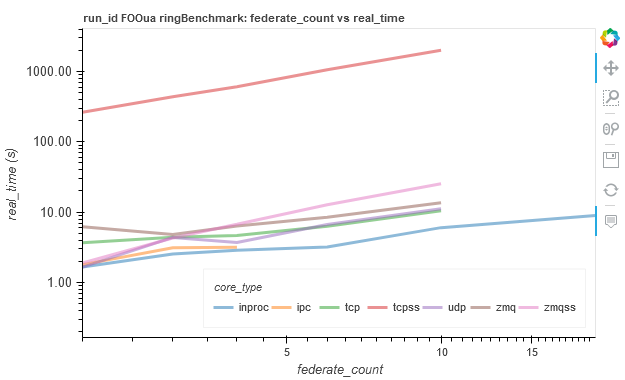 run_id FOOua ringBenchmark: federate_count vs real_time
real_time (s)
1000.00
100.00
10.00
1.00
core_type
inproc ipc tcp tcpss udp zmq zmqss
5 10 15
federate_count